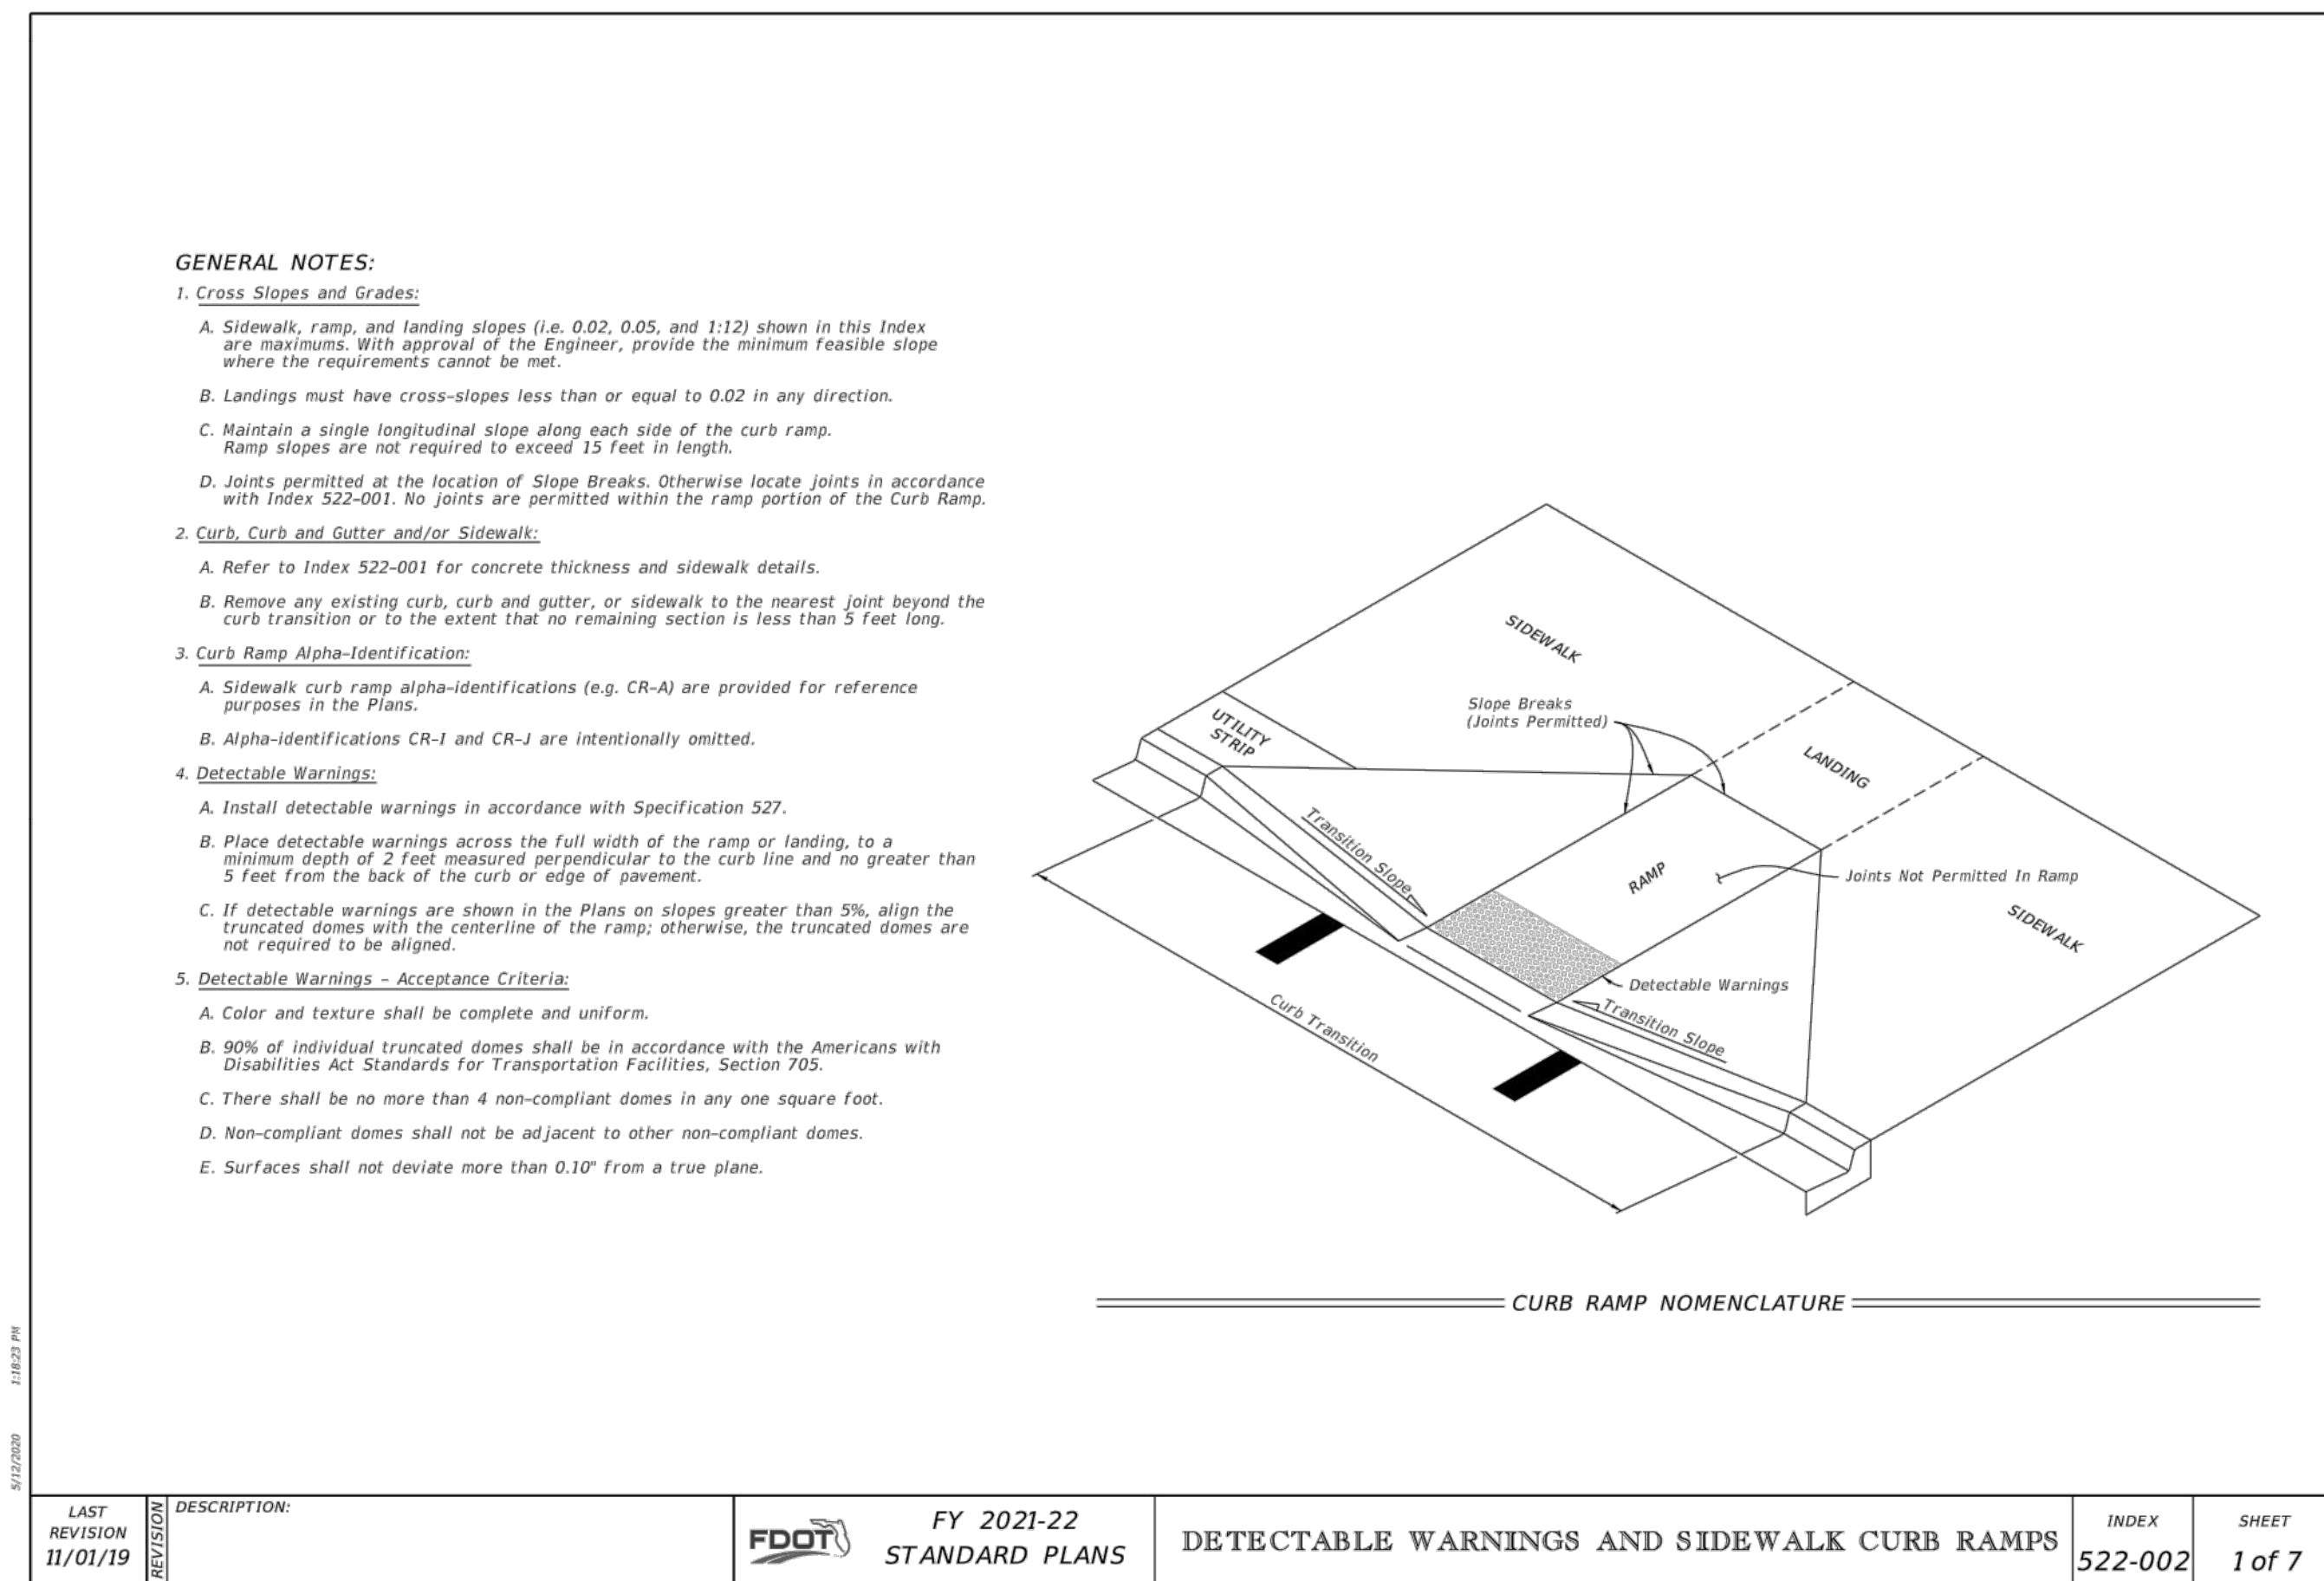 GENERAL NOTES:
1. Cross Slopes and Grades:
A. Sidewalk, ramp, and landing slopes (i.e. 0.02, 0.05, and 1:12) shown in this Index
are maximums. With approval of the Engineer, provide the minimum feasible slope
where the requirements cannot be met.
B. Landings must have cross-slopes less than or equal to 0.02 in any direction.
C. Maintain a single longitudinal slope along each side of the curb ramp.
Ramp slopes are not required to exceed 15 feet in length.
D. Joints permitted at the location of Slope Breaks. Otherwise locate joints in accordance
with Index 522-001. No joints are permitted within the ramp portion of the Curb Ramp.
2. Curb, Curb and Gutter and/or Sidewalk:
A. Refer to Index 522-001 for concrete thickness and sidewalk details.
B. Remove any existing curb, curb and gutter, or sidewalk to the nearest joint beyond the
curb transition or to the extent that no remaining section is less than 5 feet long.
3. Curb Ramp Alpha-Identification:
A. Sidewalk curb ramp alpha-identifications (e.g. CR-A) are provided for reference
purposes in the Plans.
B. Alpha-identifications CR-I and CR-J are intentionally omitted.
4. Detectable Warnings:
A. Install detectable warnings in accordance with Specification 527.
B. Place detectable warnings across the full width of the ramp or landing, to a
minimum depth of 2 feet measured perpendicular to the curb line and no greater than
5 feet from the back of the curb or edge of pavement.
C. If detectable warnings are shown in the Plans on slopes greater than 5%, align the
truncated domes with the centerline of the ramp; otherwise, the truncated domes are
not required to be aligned.
5. Detectable Warnings - Acceptance Criteria:
A. Color and texture shall be complete and uniform.
B. 90% of individual truncated domes shall be in accordance with the Americans with
Disabilities Act Standards for Transportation Facilities, Section 705.
C. There shall be no more than 4 non-compliant domes in any one square foot.
D. Non-compliant domes shall not be adjacent to other non-compliant domes.
E. Surfaces shall not deviate more than 0.10" from a true plane.
SIDEWALK
Slope Breaks
(Joints Permitted)
UTILITY
STRIP
LANDING
Transition Slope
RAMP
Joints Not Permitted In Ramp
SIDEWALK
Detectable Warnings
Transition Slope
Curb Transition
CURB RAMP NOMENCLATURE
1:18:23 PM
5/12/2020
LAST
REVISION
11/01/19
REVISION
DESCRIPTION:
FDOT
FY 2021-22
STANDARD PLANS
DETECTABLE WARNINGS AND SIDEWALK CURB RAMPS
INDEX
522-002
SHEET
1 of 7